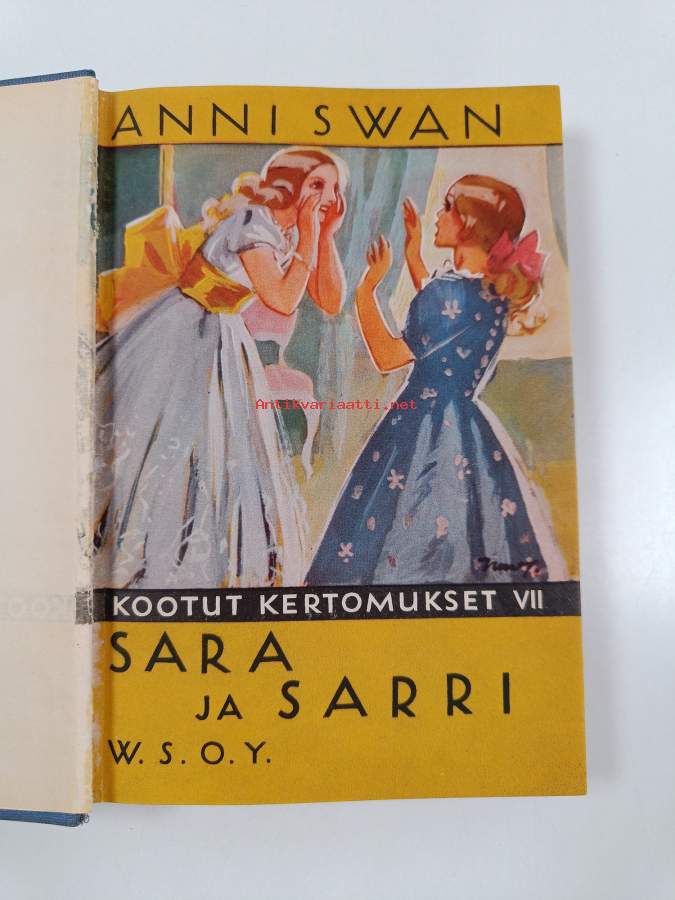 ANNI SWAN
Antikvariaatti.net
KOOTUT KERTOMUKSET VII
SARA
JA SARRI
W. S. O. Y.